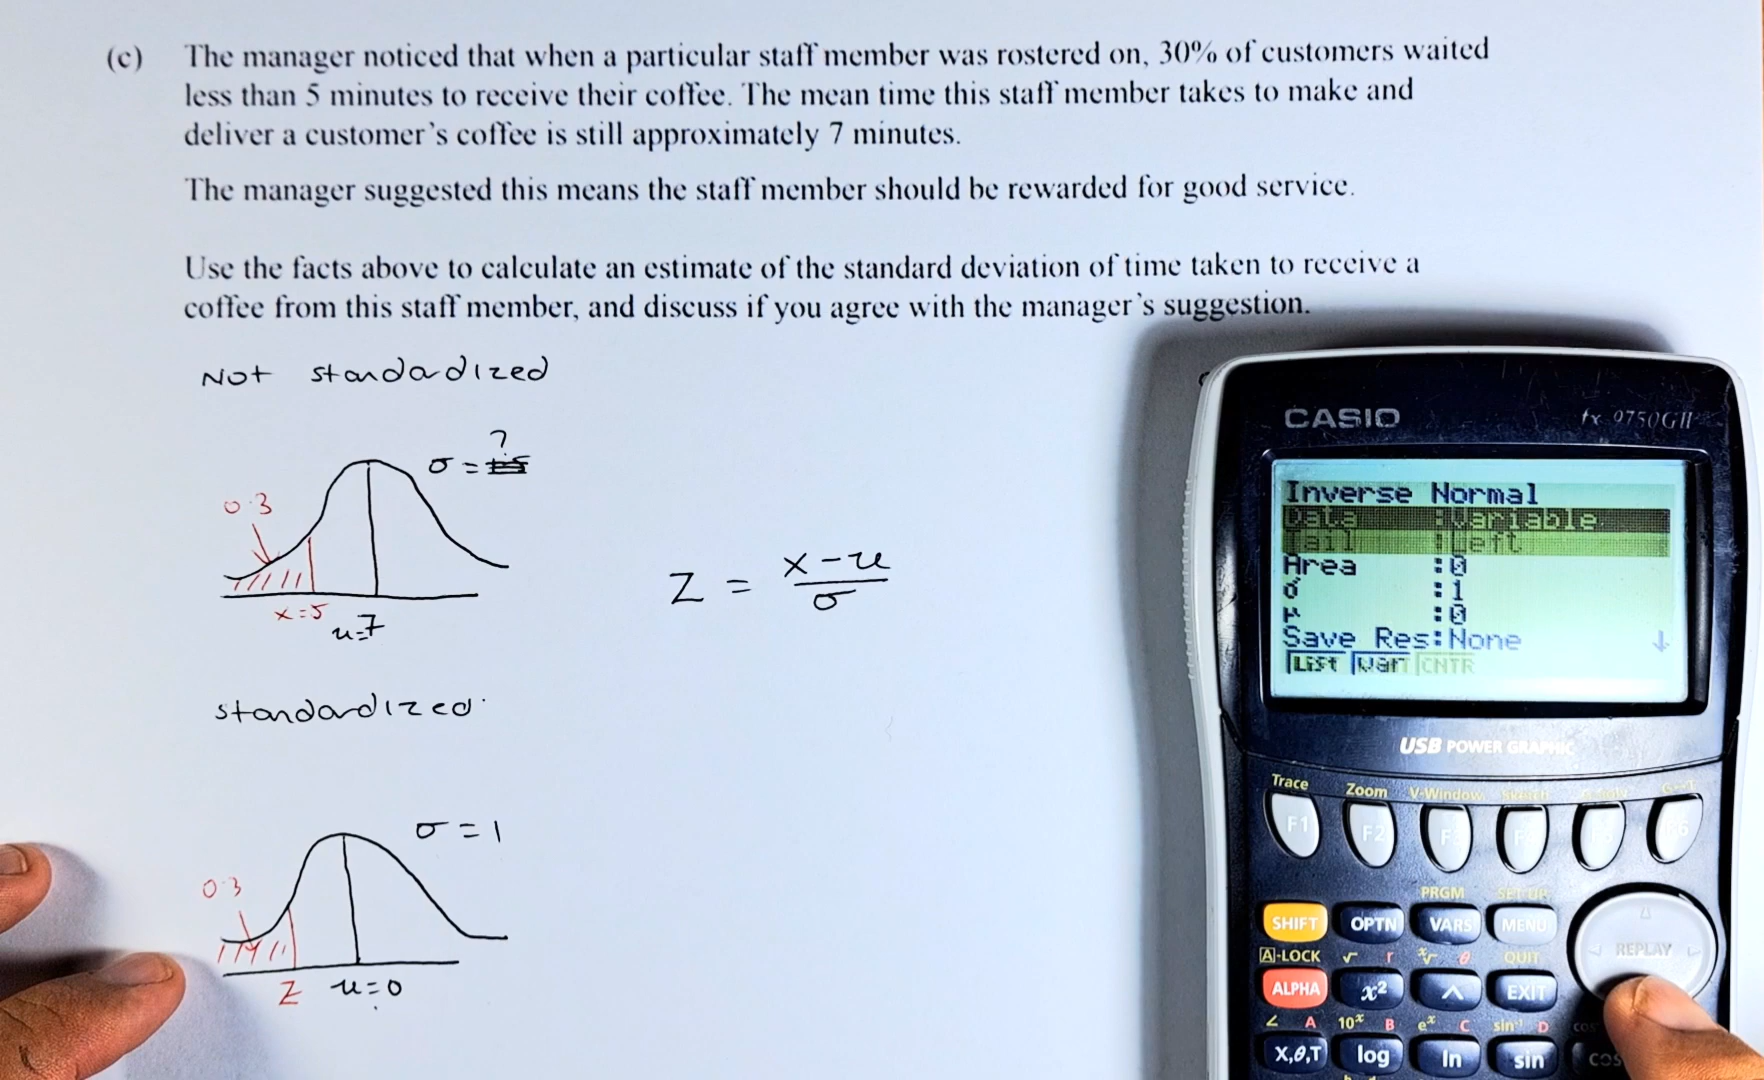 (c) The manager noticed that when a particular staff member was rostered on, 30% of customers waited
less than 5 minutes to receive their coffee. The mean time this staff member takes to make and
deliver a customer's coffee is still approximately 7 minutes.
The manager suggested this means the staff member should be rewarded for good service.
Use the facts above to calculate an estimate of the standard deviation of time taken to receive a
coffee from this staff member, and discuss if you agree with the manager's suggestion.
Not standardized
?
σ =
0.3
x=5
u=7
Z = x-u / σ
standardized.
σ = 1
0.3
Z u=0
CASIO fx-9750GII
Inverse Normal
Data :Variable
Tail :Left
Area :0
σ :1
μ :0
Save Res:None ↓
List Var CNTR
USB POWER GRAPHIC
Trace Zoom V-Window
F1 F2 F3
PRGM SET UP
SHIFT OPTN VARS MENU
REPLAY
A-LOCK √ r x√ θ QUIT
ALPHA x² ^ EXIT
∠ A 10ˣ B eˣ C sin⁻¹ D
X,θ,T log ln sin cos